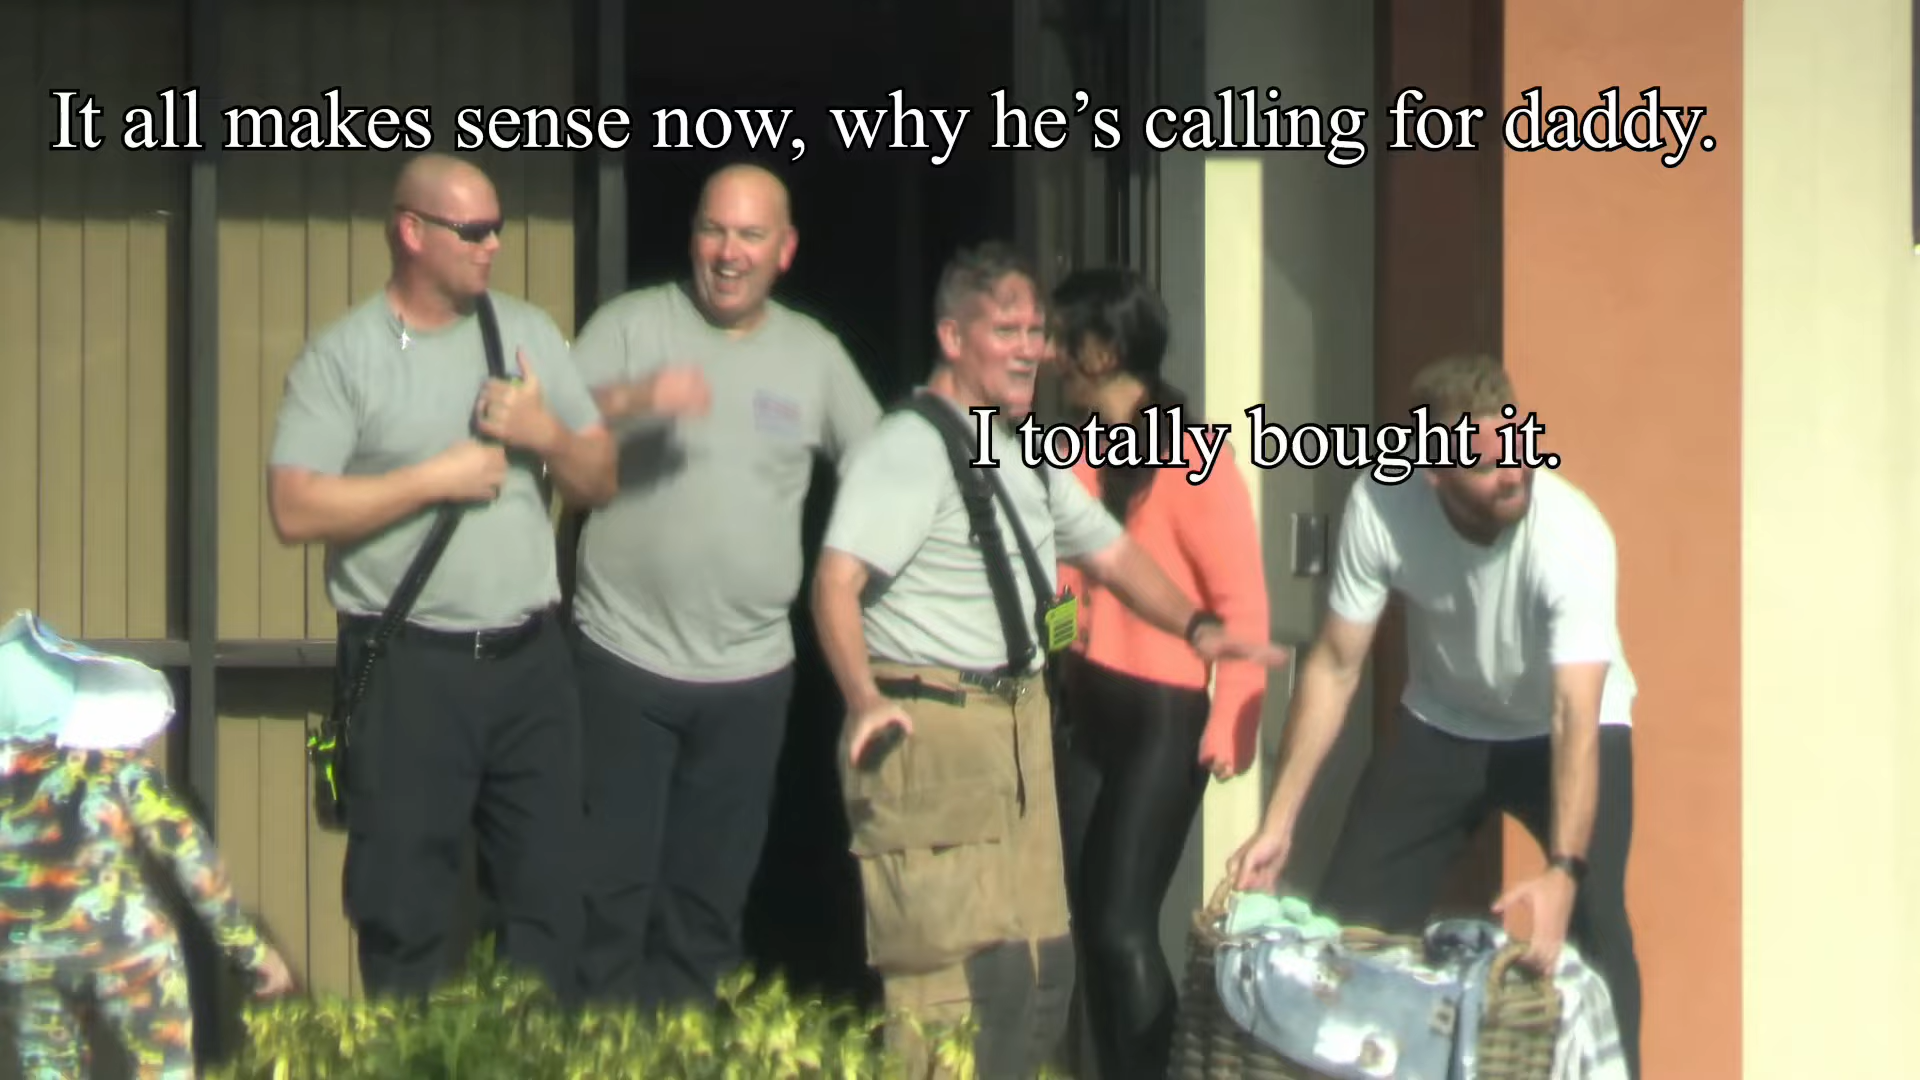 It all makes sense now, why he’s calling for daddy.
I totally bought it.